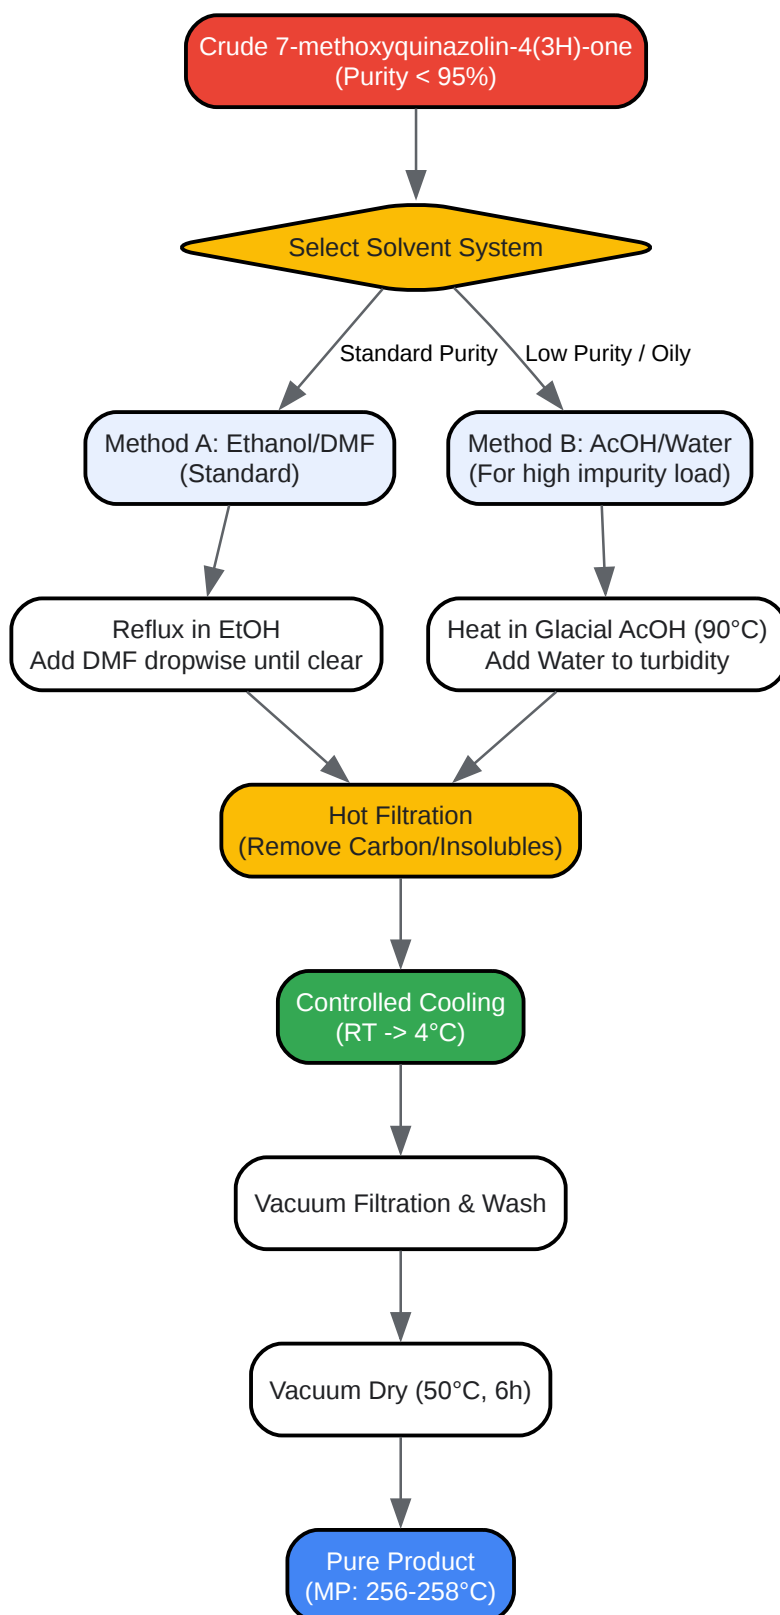 Crude 7-methoxyquinazolin-4(3H)-one
(Purity < 95%)
Select Solvent System
Standard Purity
Low Purity / Oily
Method A: Ethanol/DMF
(Standard)
Method B: AcOH/Water
(For high impurity load)
Reflux in EtOH
Add DMF dropwise until clear
Heat in Glacial AcOH (90°C)
Add Water to turbidity
Hot Filtration
(Remove Carbon/Insolubles)
Controlled Cooling
(RT -> 4°C)
Vacuum Filtration & Wash
Vacuum Dry (50°C, 6h)
Pure Product
(MP: 256-258°C)